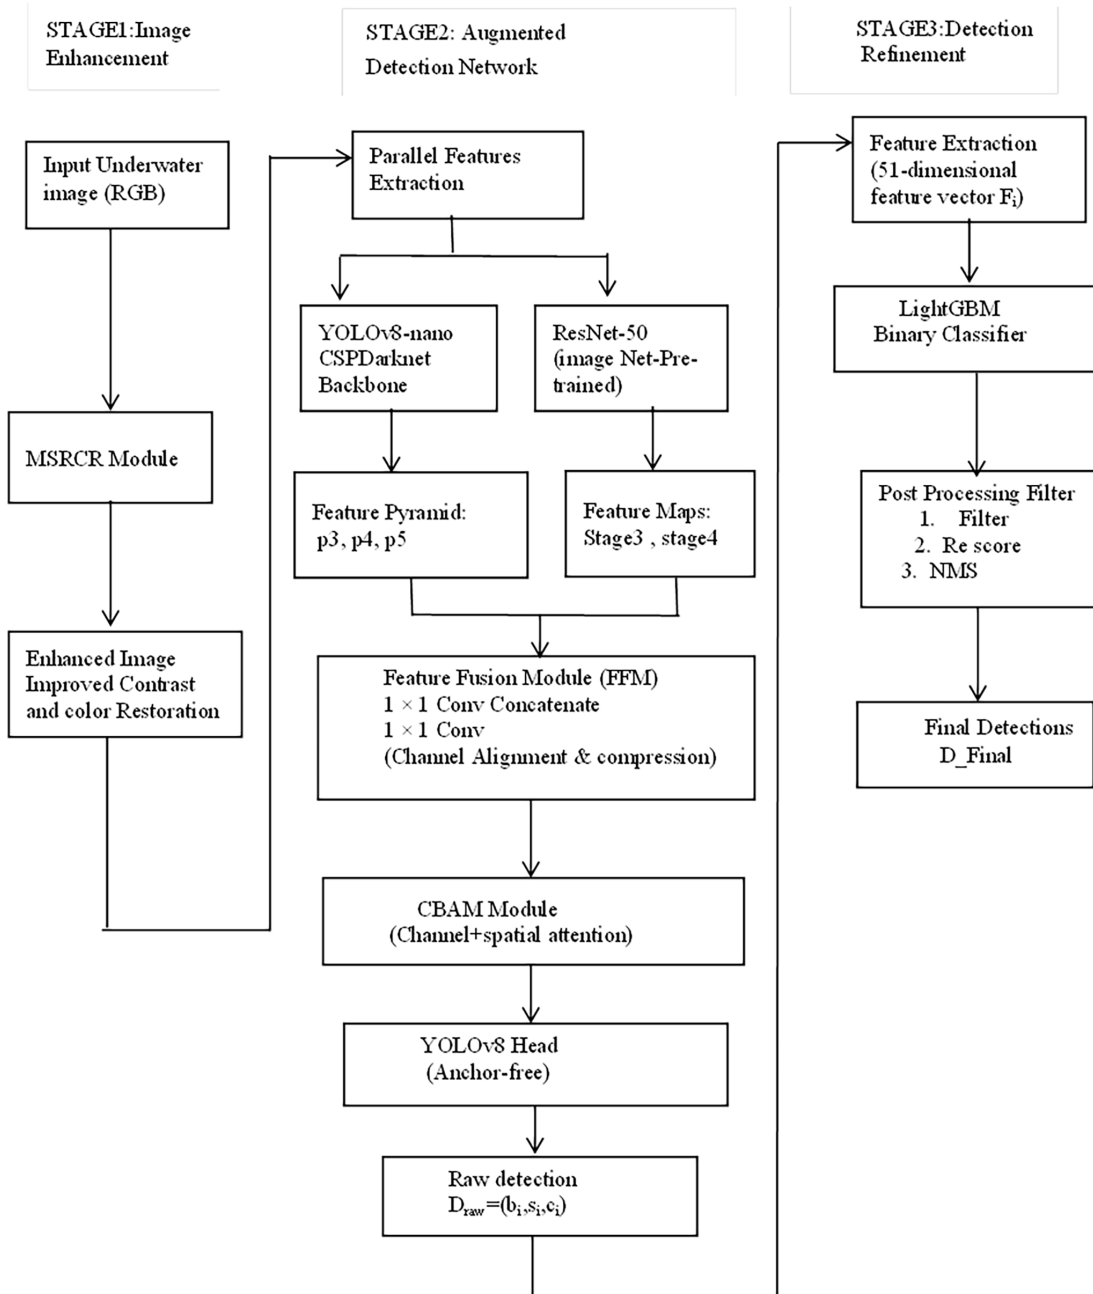 STAGE1:Image
Enhancement
Input Underwater
image (RGB)
MSRCR Module
Enhanced Image
Improved Contrast
and color Restoration
STAGE2: Augmented
Detection Network
Parallel Features
Extraction
YOLOv8-nano
CSPDarknet
Backbone
ResNet-50
(image Net-Pre-
trained)
Feature Pyramid:
p3, p4, p5
Feature Maps:
Stage3 , stage4
Feature Fusion Module (FFM)
1 × 1 Conv Concatenate
1 × 1 Conv
(Channel Alignment & compression)
CBAM Module
(Channel+spatial attention)
YOLOv8 Head
(Anchor-free)
Raw detection
Draw=(bi,si,ci)
STAGE3:Detection
Refinement
Feature Extraction
(51-dimensional
feature vector Fi)
LightGBM
Binary Classifier
Post Processing Filter
1. Filter
2. Re score
3. NMS
Final Detections
D_Final